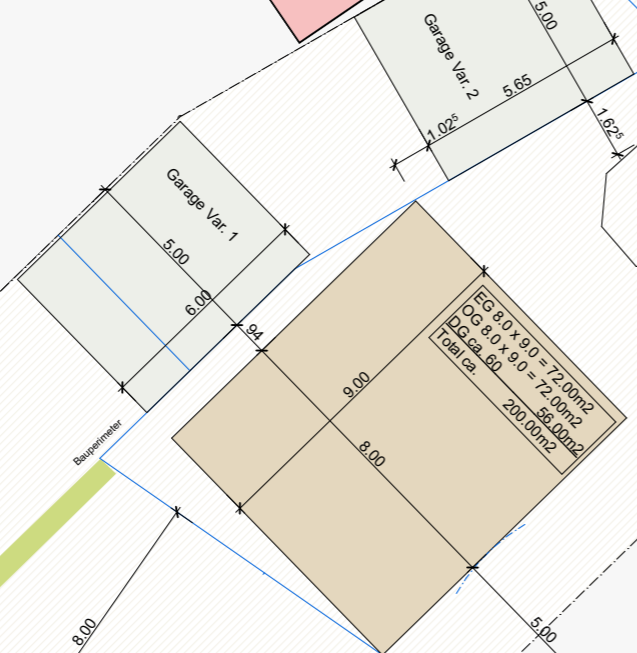 Garage Var. 2
5.00
5.65
1.02⁵
1.62⁵
Garage Var. 1
5.00
6.00
94
EG 8.0 x 9.0 = 72.00m2
OG 8.0 x 9.0 = 72.00m2
DG ca. 60 56.00m2
Total ca. 200.00m2
9.00
8.00
Bauperimeter
8.00
5.00